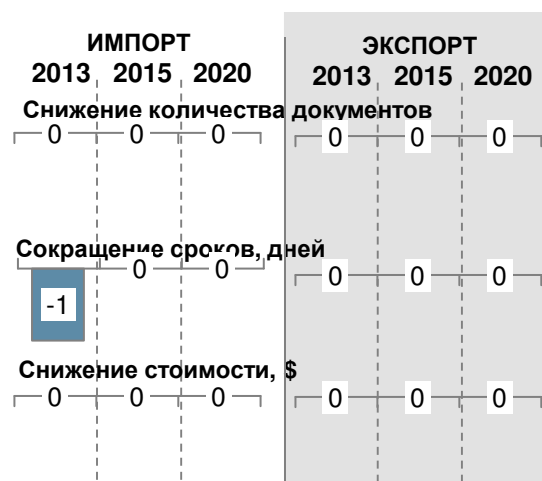 ИМПОРТ ЭКСПОРТ
2013 2015 2020 2013 2015 2020
Снижение количества документов
0 0 0 0 0 0
Сокращение сроков, дней
0 0 0 0 0
-1
Снижение стоимости, $
0 0 0 0 0 0